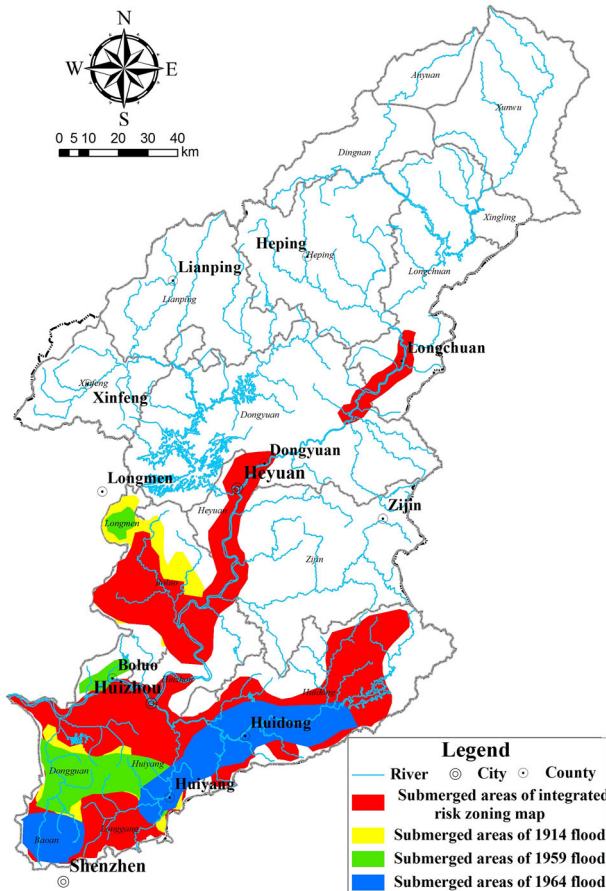 N
W E
S
0 5 10 20 30 40
km
Anyuan
Xunwu
Dingnan
Xingling
Heping
Heping
Longchuan
Lianping
Lianping
Longchuan
Xinfeng
Xinfeng
Dongyuan
Dongyuan
Longmen
Heyuan
Heyuan
Zijin
Longmen
Zijin
Boluo
Huizhou
Huidong
Huidong
Huiyang
Dongguan
Huiyang
Longgang
Baoan
Shenzhen
Legend
River City County
Submerged areas of integrated
risk zoning map
Submerged areas of 1914 flood
Submerged areas of 1959 flood
Submerged areas of 1964 flood